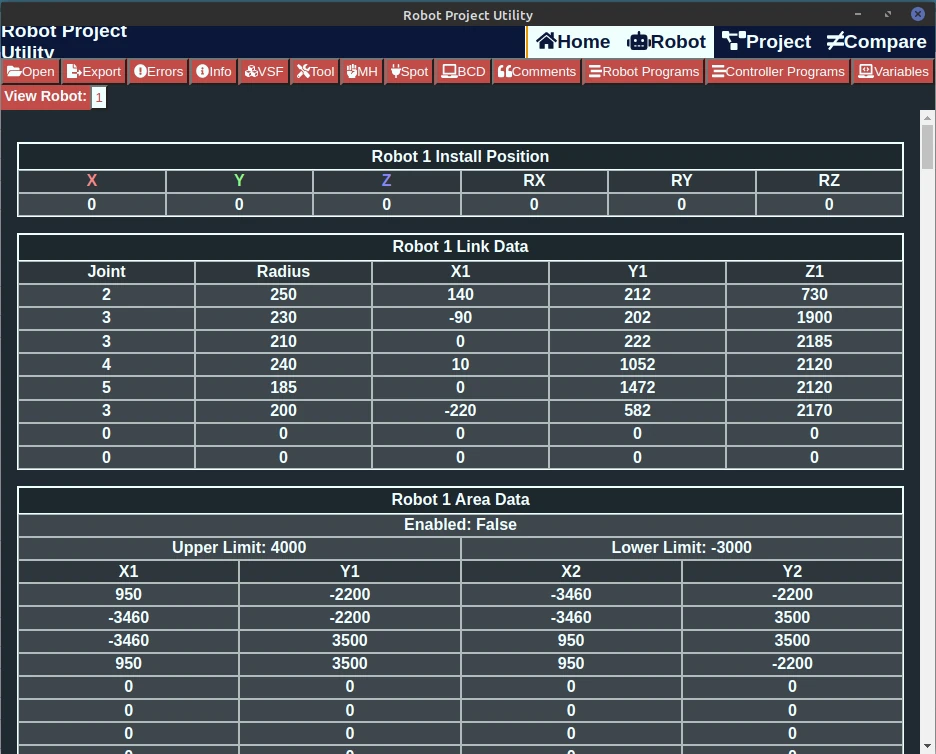 Robot Project Utility
Robot Project Utility Home Robot Project ≠Compare
Open Export Errors Info VSF Tool MH Spot BCD Comments Robot Programs Controller Programs Variables
View Robot: 1
Robot 1 Install Position
X Y Z RX RY RZ
0 0 0 0 0 0
Robot 1 Link Data
Joint Radius X1 Y1 Z1
2 250 140 212 730
3 230 -90 202 1900
3 210 0 222 2185
4 240 10 1052 2120
5 185 0 1472 2120
3 200 -220 582 2170
0 0 0 0 0
0 0 0 0 0
Robot 1 Area Data
Enabled: False
Upper Limit: 4000 Lower Limit: -3000
X1 Y1 X2 Y2
950 -2200 -3460 -2200
-3460 -2200 -3460 3500
-3460 3500 950 3500
950 3500 950 -2200
0 0 0 0
0 0 0 0
0 0 0 0